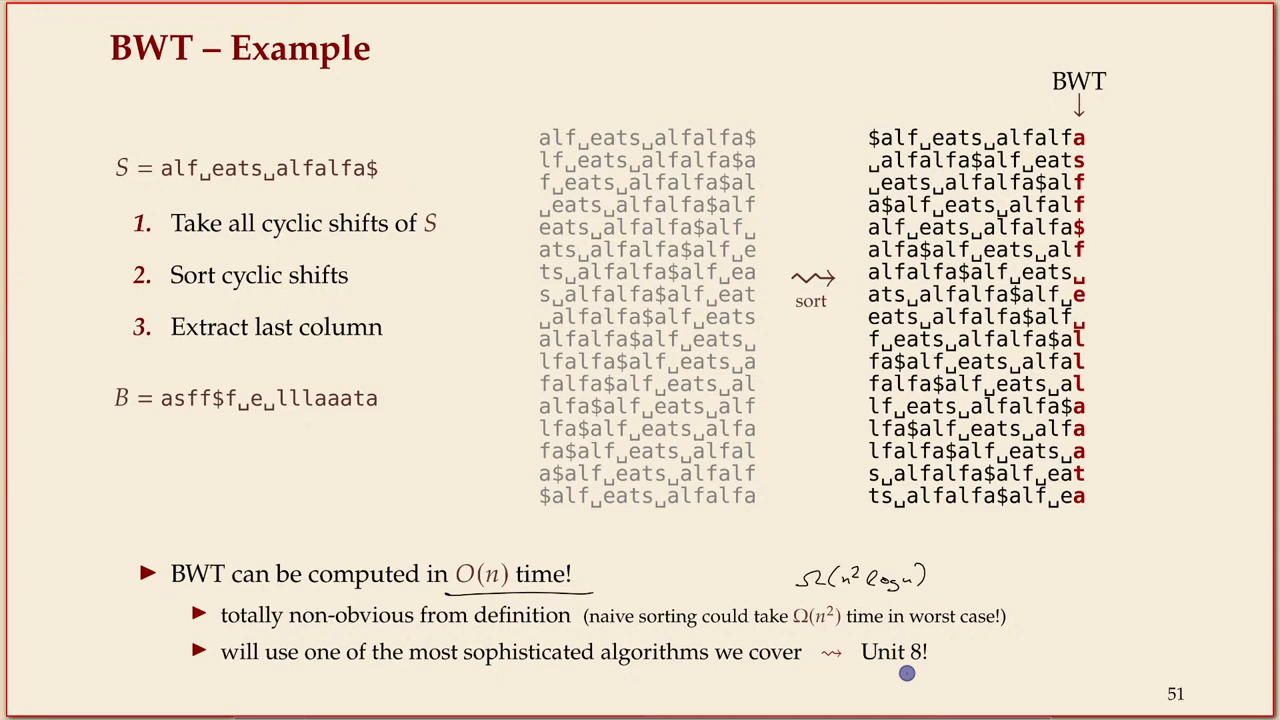 BWT – Example
BWT
↓
S = alf␣eats␣alfalfa$
1. Take all cyclic shifts of S
2. Sort cyclic shifts
3. Extract last column
B = asff$f␣e␣lllaaata
alf␣eats␣alfalfa$
lf␣eats␣alfalfa$a
f␣eats␣alfalfa$al
␣eats␣alfalfa$alf
eats␣alfalfa$alf␣
ats␣alfalfa$alf␣e
ts␣alfalfa$alf␣ea
s␣alfalfa$alf␣eat
␣alfalfa$alf␣eats
alfalfa$alf␣eats␣a
lfalfa$alf␣eats␣a
falfa$alf␣eats␣al
alfa$alf␣eats␣alf
lfa$alf␣eats␣alfa
fa$alf␣eats␣alfal
a$alf␣eats␣alfalf
$alf␣eats␣alfalfa
⇝
sort
$alf␣eats␣alfalfa
␣alfalfa$alf␣eats
␣eats␣alfalfa$alf
a$alf␣eats␣alfalf
alf␣eats␣alfalfa$
alfa$alf␣eats␣alf
alfalfa$alf␣eats␣
ats␣alfalfa$alf␣e
eats␣alfalfa$alf␣
f␣eats␣alfalfa$al
fa$alf␣eats␣alfal
falfa$alf␣eats␣al
lf␣eats␣alfalfa$a
lfa$alf␣eats␣alfa
lfalfa$alf␣eats␣a
s␣alfalfa$alf␣eat
ts␣alfalfa$alf␣ea
▶ BWT can be computed in O(n) time!
Ω(n² log n)
▶ totally non-obvious from definition (naive sorting could take Ω(n²) time in worst case!)
▶ will use one of the most sophisticated algorithms we cover ⇝ Unit 8!
51